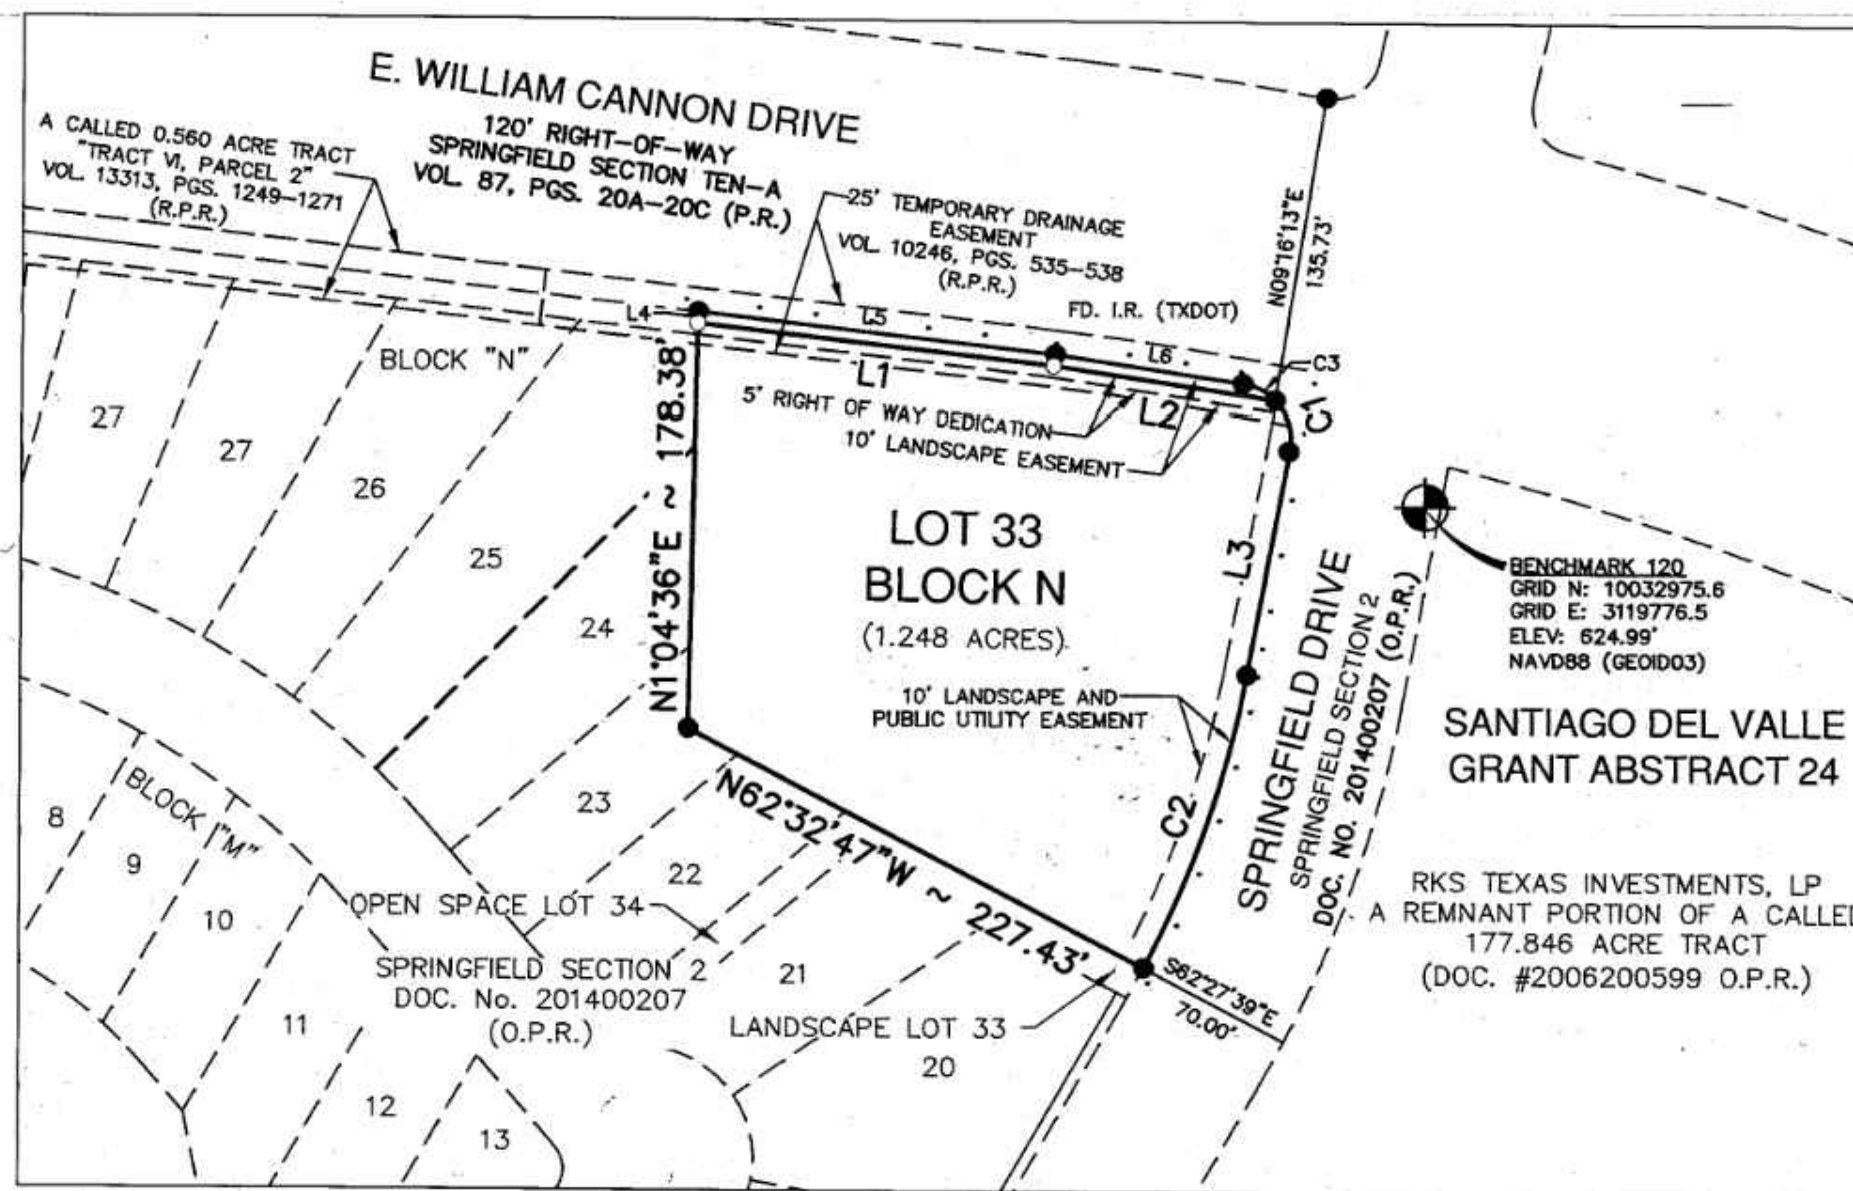 E. WILLIAM CANNON DRIVE
120' RIGHT-OF-WAY
SPRINGFIELD SECTION TEN-A
VOL. 87, PGS. 20A-20C (P.R.)
A CALLED 0.560 ACRE TRACT
"TRACT VI, PARCEL 2"
VOL. 13313, PGS. 1249-1271
(R.P.R.)
25' TEMPORARY DRAINAGE
EASEMENT
VOL. 10246, PGS. 535-538
(R.P.R.)
FD. I.R. (TXDOT)
N09°16'13"E
135.73'
L4
L5
L6
C3
C1
L1
L2
5' RIGHT OF WAY DEDICATION
10' LANDSCAPE EASEMENT
BLOCK "N"
27
27
26
25
24
23
22
21
20
N1°04'36"E ~ 178.38'
LOT 33
BLOCK N
(1.248 ACRES)
L3
10' LANDSCAPE AND
PUBLIC UTILITY EASEMENT
C2
SPRINGFIELD DRIVE
SPRINGFIELD SECTION 2
DOC. NO. 201400207 (O.P.R.)
BENCHMARK 120
GRID N: 10032975.6
GRID E: 3119776.5
ELEV: 624.99'
NAVD88 (GEOID03)
SANTIAGO DEL VALLE
GRANT ABSTRACT 24
RKS TEXAS INVESTMENTS, LP
A REMNANT PORTION OF A CALLED
177.846 ACRE TRACT
(DOC. #2006200599 O.P.R.)
N62°32'47"W ~ 227.43'
S62°27'39"E
70.00'
BLOCK "M"
8
9
10
11
12
13
OPEN SPACE LOT 34
SPRINGFIELD SECTION 2
DOC. No. 201400207
(O.P.R.)
LANDSCAPE LOT 33